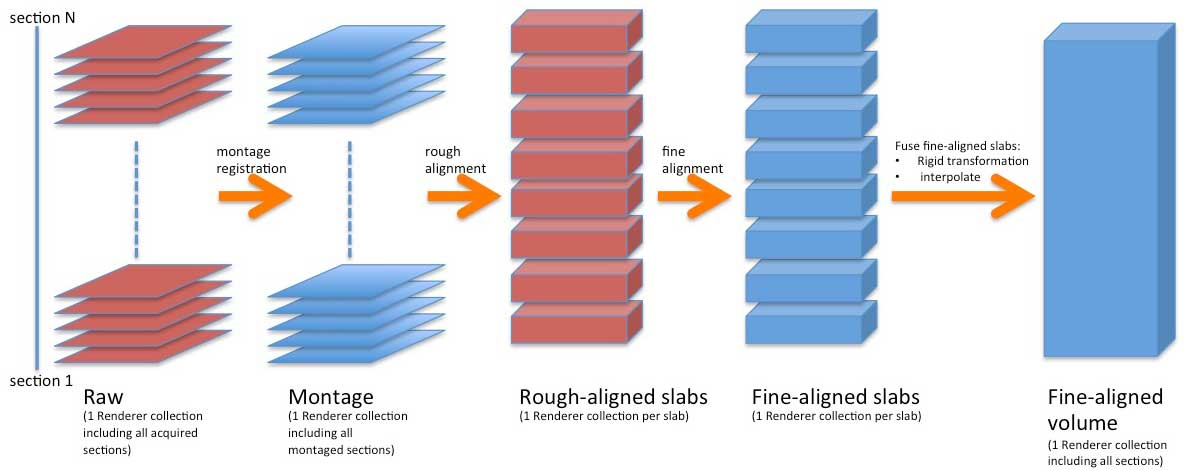 section N
montage
registration
rough
alignment
fine
alignment
Fuse fine-aligned slabs:
• Rigid transformation
• interpolate
section 1
Raw
(1 Renderer collection
including all acquired
sections)
Montage
(1 Renderer collection
including all
montaged sections)
Rough-aligned slabs
(1 Renderer collection per slab)
Fine-aligned slabs
(1 Renderer collection per slab)
Fine-aligned
volume
(1 Renderer collection
including all sections)